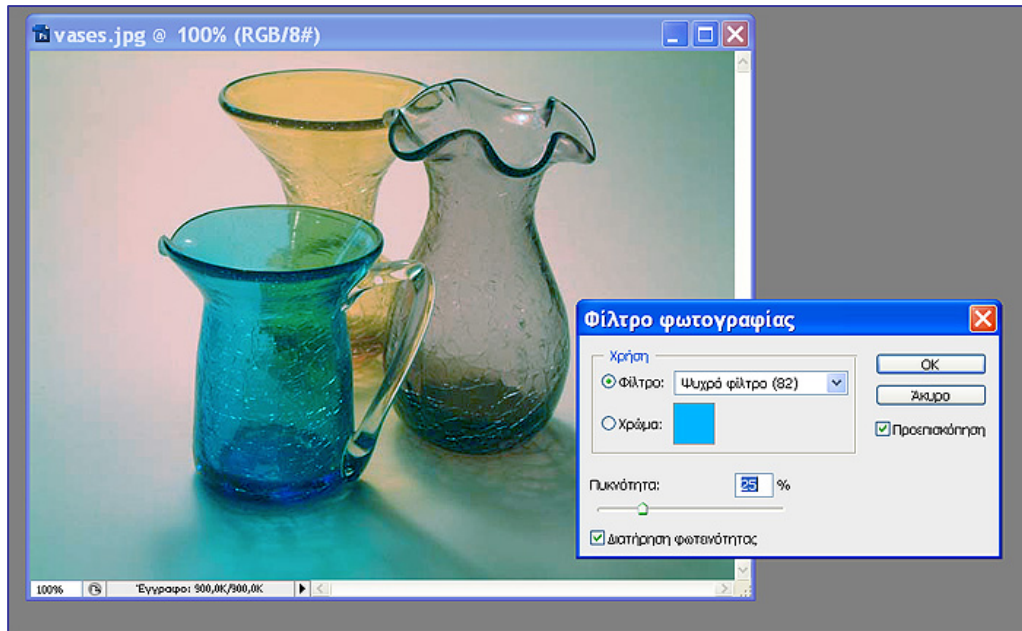 vases.jpg @ 100% (RGB/8#)
Φίλτρο φωτογραφίας
Χρήση
Φίλτρο: Ψυχρό φίλτρο (82)
Χρώμα:
OK
Άκυρο
Προεπισκόπηση
Πυκνότητα: 25 %
Διατήρηση φωτεινότητας
100% Έγγραφο: 900,0K/900,0K